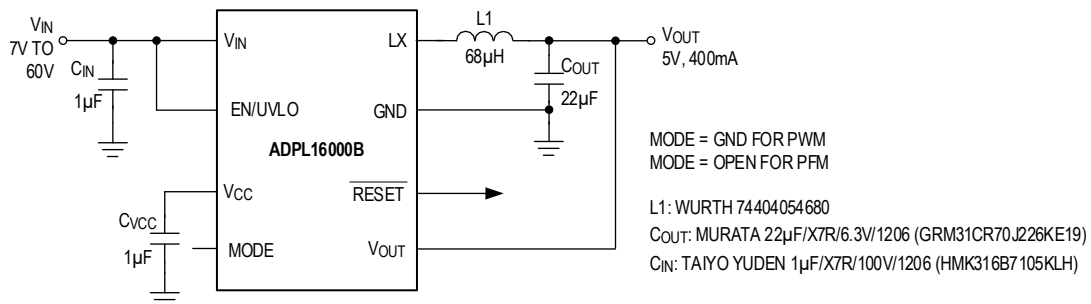 VIN
7V TO
60V
CIN
1µF
VIN
EN/UVLO
ADPL16000B
VCC
CVCC
1µF
MODE
LX
GND
RESET
VOUT
L1
68µH
COUT
22µF
VOUT
5V, 400mA
MODE = GND FOR PWM
MODE = OPEN FOR PFM
L1: WURTH 74404054680
COUT: MURATA 22µF/X7R/6.3V/1206 (GRM31CR70J226KE19)
CIN: TAIYO YUDEN 1µF/X7R/100V/1206 (HMK316B7105KLH)